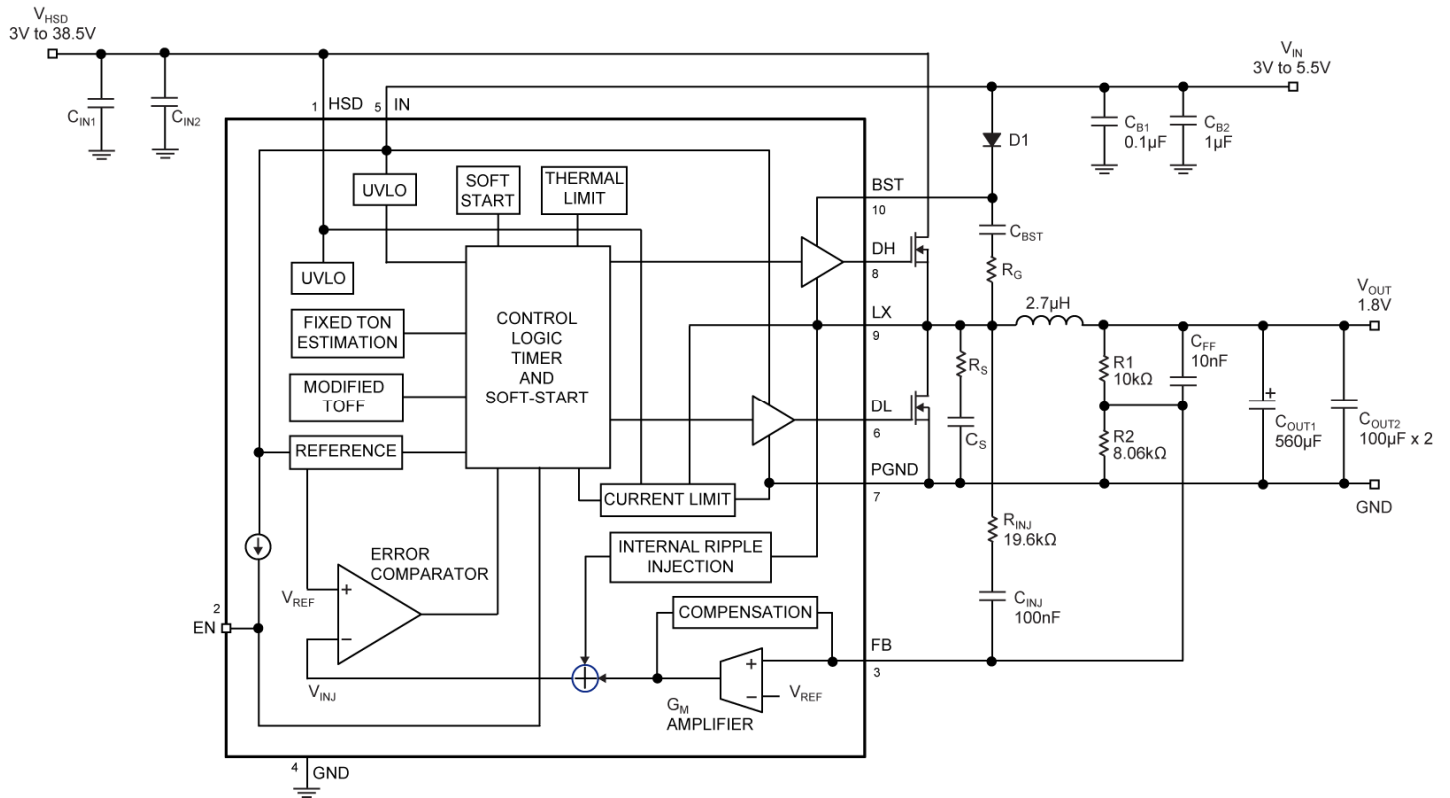 VHSD
3V to 38.5V
VIN
3V to 5.5V
CIN1
CIN2
1 HSD
5 IN
CB1
0.1µF
CB2
1µF
D1
BST
10
UVLO
SOFT
START
THERMAL
LIMIT
CBST
DH
8
RG
UVLO
VOUT
1.8V
2.7µH
LX
9
FIXED TON
ESTIMATION
CONTROL
LOGIC
TIMER
AND
SOFT-START
RS
R1
10kΩ
CFF
10nF
MODIFIED
TOFF
DL
6
CS
R2
8.06kΩ
+
COUT1
560µF
COUT2
100µF x 2
REFERENCE
PGND
7
CURRENT LIMIT
GND
RINJ
19.6kΩ
INTERNAL RIPPLE
INJECTION
ERROR
COMPARATOR
VREF
+
−
CINJ
100nF
COMPENSATION
2
EN
FB
3
VINJ
+
−
VREF
GM
AMPLIFIER
4 GND